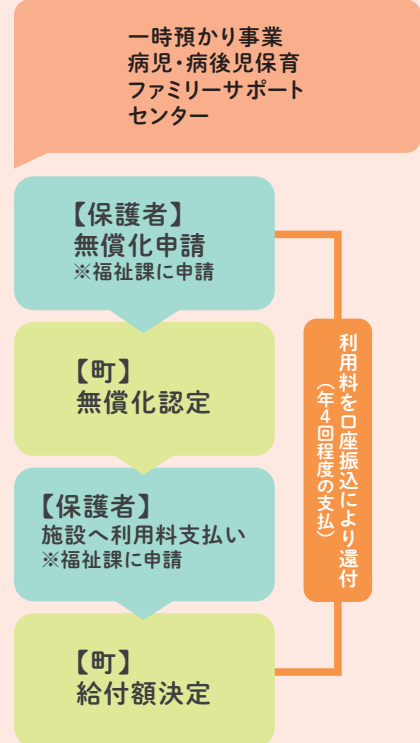 一時預かり事業
病児・病後児保育
ファミリーサポート
センター
【保護者】
無償化申請
※福祉課に申請
【町】
無償化認定
【保護者】
施設へ利用料支払い
※福祉課に申請
【町】
給付額決定
利用料を口座振込により還付
（年4回程度の支払）